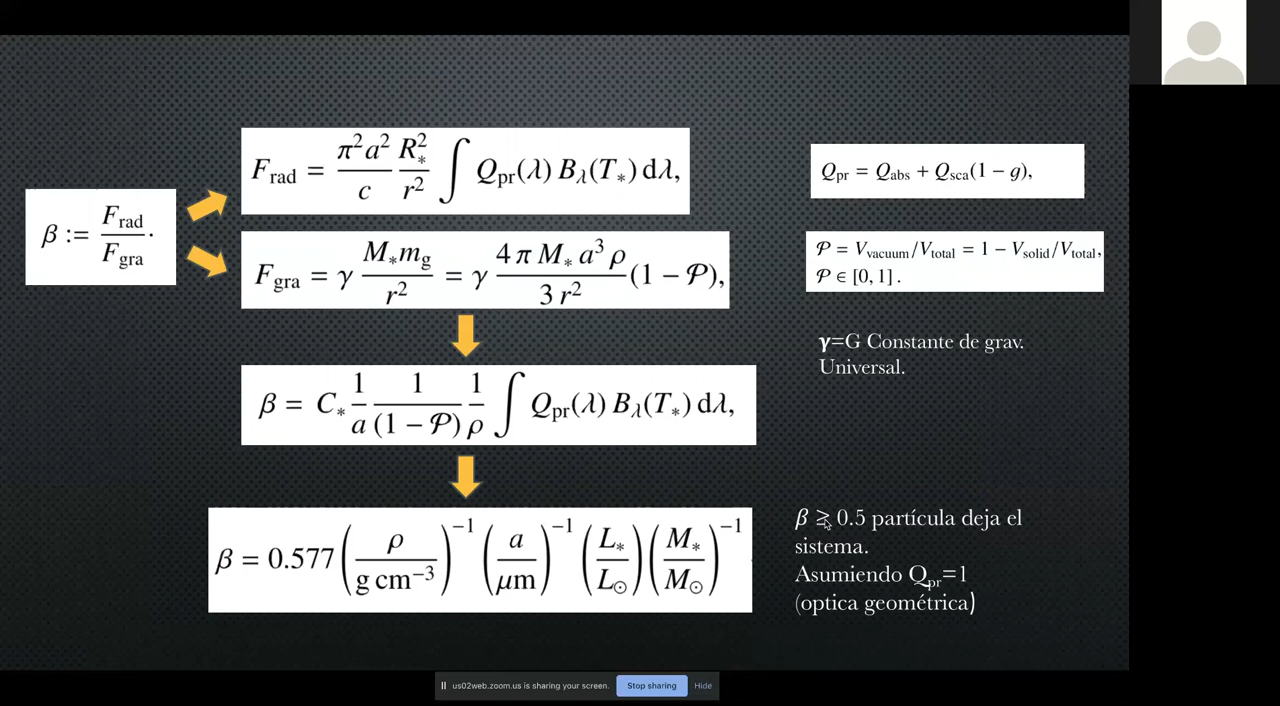 β := F_rad / F_gra .
F_rad = (π² a² / c) (R_*² / r²) ∫ Q_pr(λ) B_λ(T_*) dλ,
F_gra = γ (M_* m_g / r²) = γ (4 π M_* a³ ρ / 3 r²) (1 − 𝒫),
β = C_* (1 / a) (1 / (1 − 𝒫)) (1 / ρ) ∫ Q_pr(λ) B_λ(T_*) dλ,
β = 0.577 (ρ / g cm⁻³)⁻¹ (a / μm)⁻¹ (L_* / L_⊙) (M_* / M_⊙)⁻¹
Q_pr = Q_abs + Q_sca(1 − g),
𝒫 = V_vacuum/V_total = 1 − V_solid/V_total,
𝒫 ∈ [0, 1] .
γ=G Constante de grav.
Universal.
β ≳ 0.5 partícula deja el
sistema.
Asumiendo Q_pr=1
(optica geométrica)
us02web.zoom.us is sharing your screen. Stop sharing Hide